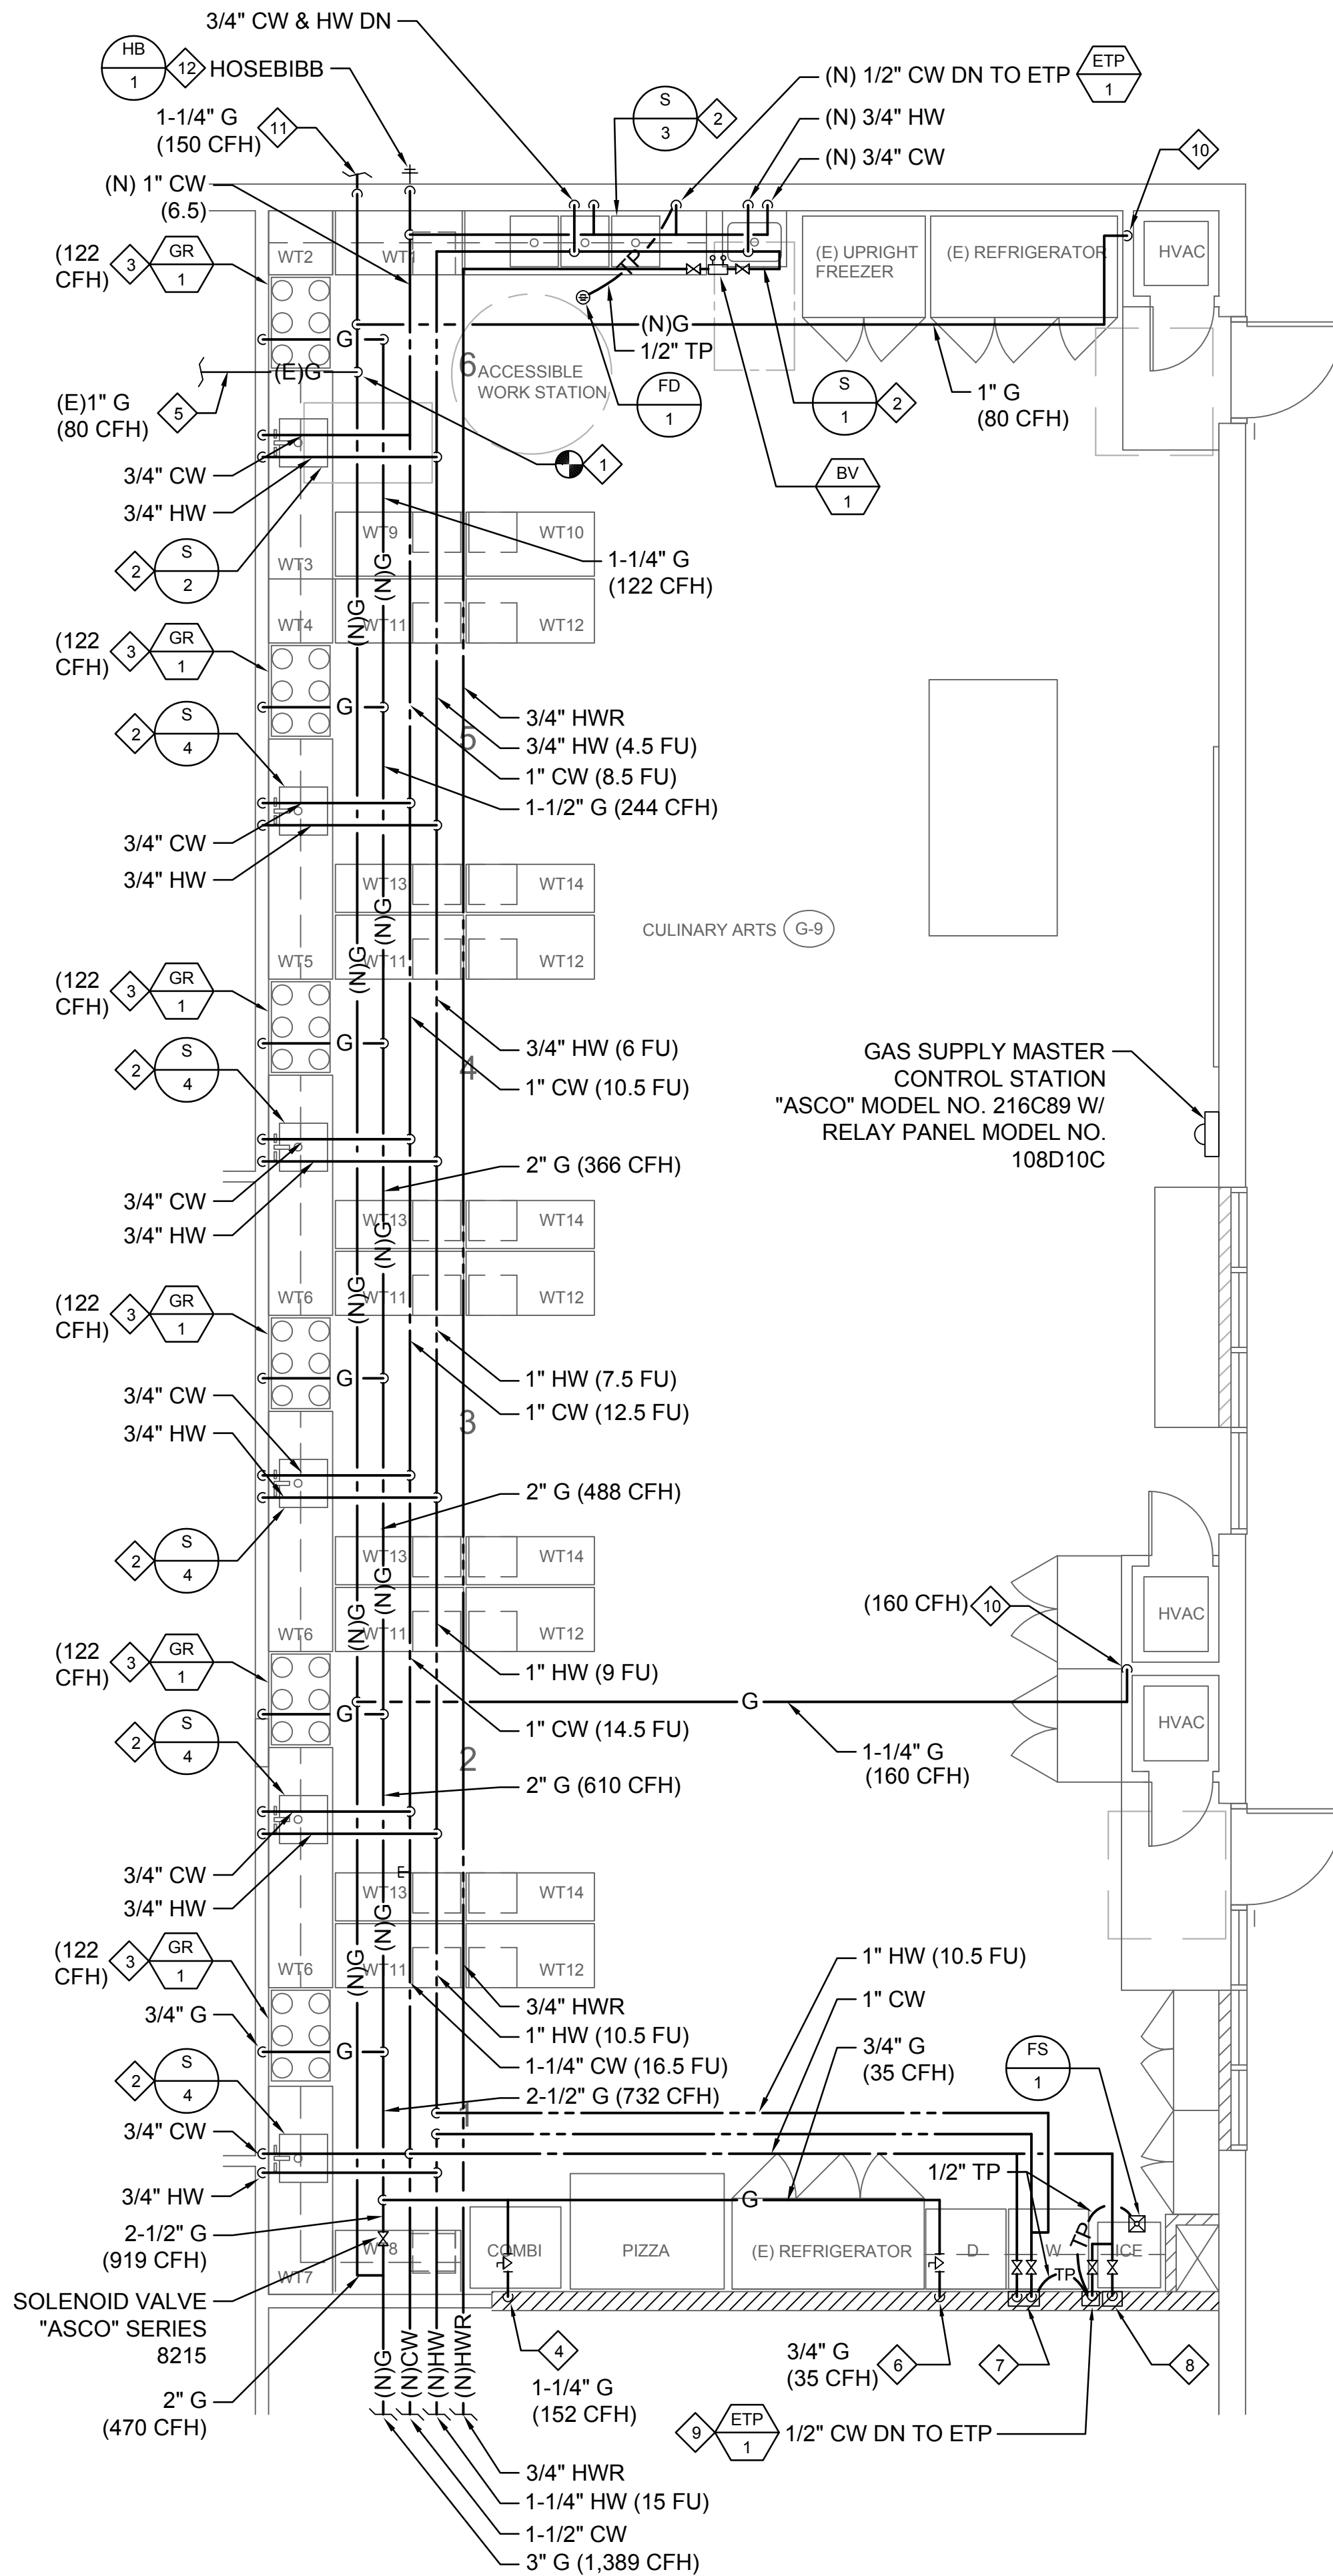 3/4" CW & HW DN
HB
1
12
HOSEBIBB
1-1/4" G
(150 CFH)
11
S
3
2
(N) 1/2" CW DN TO ETP
ETP
1
(N) 3/4" HW
(N) 3/4" CW
10
(N) 1" CW
(6.5)
(122
CFH)
3
GR
1
WT2
WT1
TP
(E) UPRIGHT
FREEZER
(E) REFRIGERATOR
HVAC
G
(N)G
1/2" TP
(E)G
6
ACCESSIBLE
WORK STATION
FD
1
S
1
2
1" G
(80 CFH)
(E)1" G
(80 CFH)
5
1
BV
1
3/4" CW
3/4" HW
2
S
2
WT9
WT10
WT3
1-1/4" G
(122 CFH)
(N)G
(N)G
WT4
WT11
WT12
(122
CFH)
3
GR
1
G
2
S
4
3/4" HWR
5
3/4" HW (4.5 FU)
1" CW (8.5 FU)
1-1/2" G (244 CFH)
3/4" CW
3/4" HW
WT13
WT14
(N)G
(N)G
CULINARY ARTS
G-9
WT5
WT11
WT12
(122
CFH)
3
GR
1
G
2
S
4
3/4" HW (6 FU)
4
1" CW (10.5 FU)
GAS SUPPLY MASTER
CONTROL STATION
"ASCO" MODEL NO. 216C89 W/
RELAY PANEL MODEL NO.
108D10C
2" G (366 CFH)
3/4" CW
3/4" HW
WT13
WT14
(N)G
(N)G
WT6
WT11
WT12
(122
CFH)
3
GR
1
G
3/4" CW
3/4" HW
1" HW (7.5 FU)
1" CW (12.5 FU)
3
2" G (488 CFH)
2
S
4
WT13
WT14
(N)G
(N)G
(160 CFH)
10
HVAC
WT6
WT11
WT12
(122
CFH)
3
GR
1
1" HW (9 FU)
G
G
HVAC
2
S
4
1" CW (14.5 FU)
2
1-1/4" G
(160 CFH)
2" G (610 CFH)
3/4" CW
3/4" HW
E
WT13
WT14
(N)G
(N)G
WT6
WT11
WT12
(122
CFH)
3
GR
1
3/4" G
G
1" HW (10.5 FU)
1" CW
3/4" G
(35 CFH)
FS
1
3/4" HWR
1" HW (10.5 FU)
1-1/4" CW (16.5 FU)
2-1/2" G (732 CFH)
1
2
S
4
3/4" CW
3/4" HW
1/2" TP
G
2-1/2" G
(919 CFH)
WT8
WT7
COMBI
PIZZA
(E) REFRIGERATOR
D
W
TP
TP
ICE
SOLENOID VALVE
"ASCO" SERIES
8215
2" G
(470 CFH)
(N)G
(N)CW
(N)HW
(N)HWR
4
1-1/4" G
(152 CFH)
3/4" G
(35 CFH)
6
7
8
9
ETP
1
1/2" CW DN TO ETP
3/4" HWR
1-1/4" HW (15 FU)
1-1/2" CW
3" G (1,389 CFH)